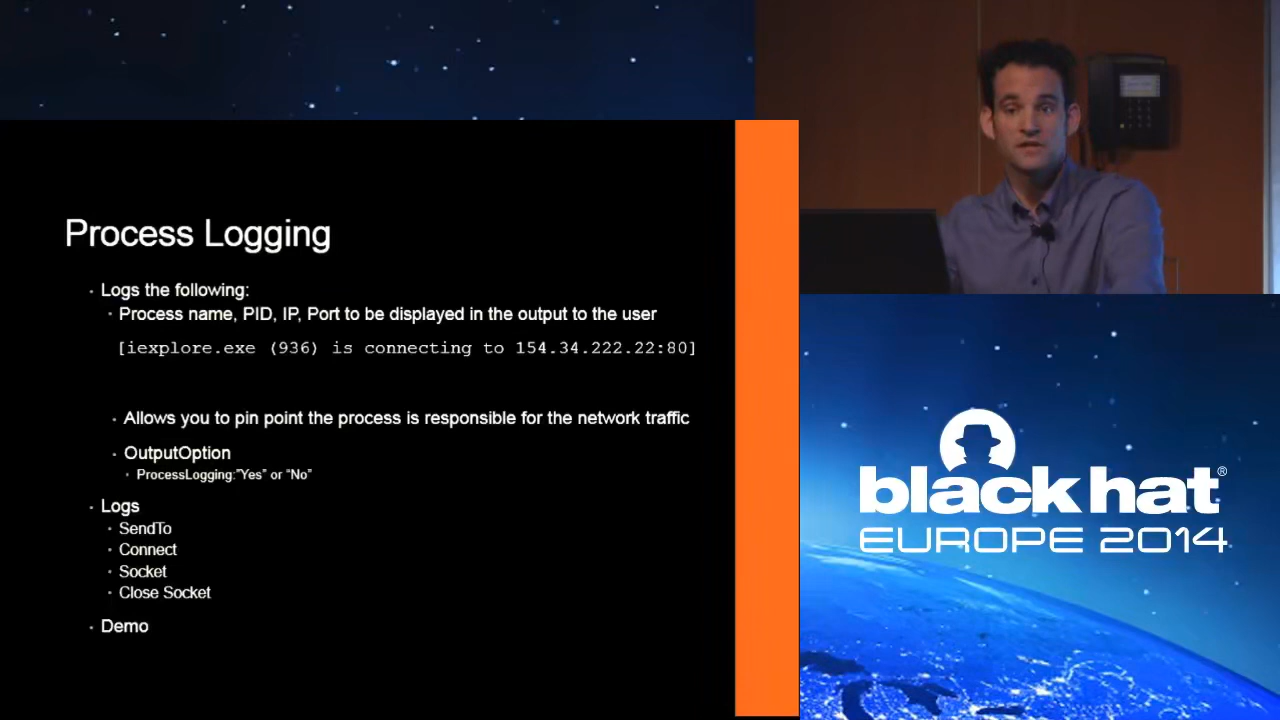 Process Logging
· Logs the following:
· Process name, PID, IP, Port to be displayed in the output to the user
[iexplore.exe (936) is connecting to 154.34.222.22:80]
· Allows you to pin point the process is responsible for the network traffic
· OutputOption
· ProcessLogging:"Yes" or “No”
· Logs
· SendTo
· Connect
· Socket
· Close Socket
· Demo
black hat®
EUROPE 2014